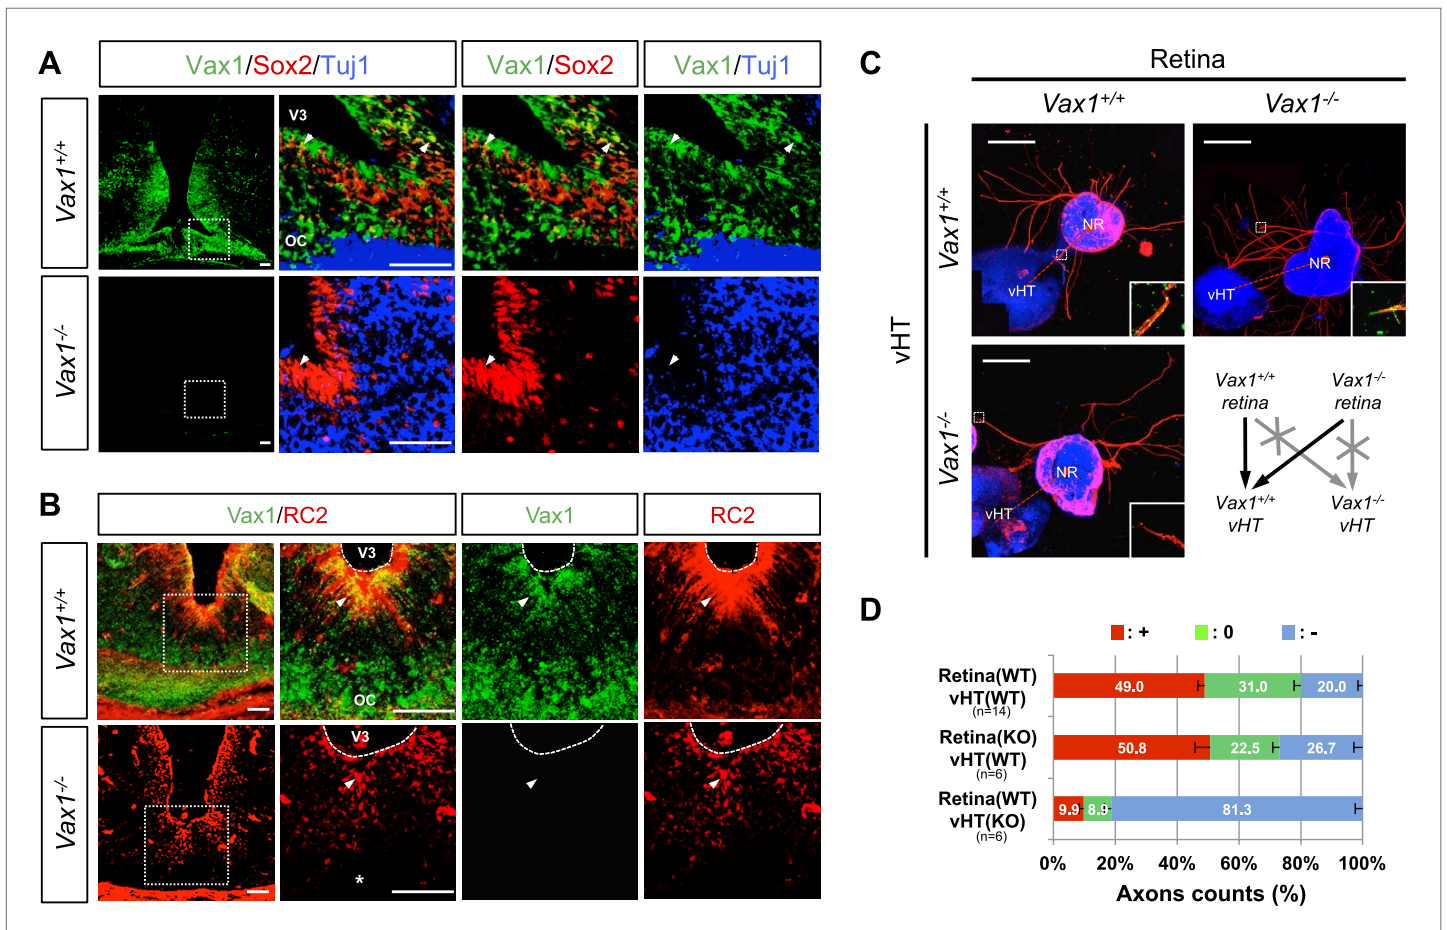 A
Vax1/Sox2/Tuj1
Vax1/Sox2
Vax1/Tuj1
Vax1+/+
V3
OC
Vax1-/-
B
Vax1/RC2
Vax1
RC2
Vax1+/+
V3
OC
Vax1-/-
V3
*
C
Retina
Vax1+/+
Vax1-/-
vHT
Vax1+/+
NR
vHT
NR
vHT
Vax1-/-
NR
vHT
Vax1+/+
retina
Vax1-/-
retina
Vax1+/+
vHT
Vax1-/-
vHT
D
: +
: 0
: -
Retina(WT)
vHT(WT)
(n=14)
49.0 31.0 20.0
Retina(KO)
vHT(WT)
(n=6)
50.8 22.5 26.7
Retina(WT)
vHT(KO)
(n=6)
9.9 8.9 81.3
0% 20% 40% 60% 80% 100%
Axons counts (%)